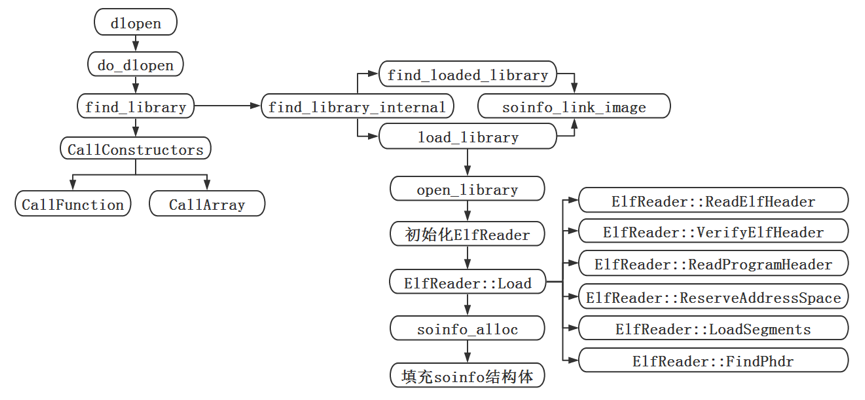 dlopen
do_dlopen
find_library
CallConstructors
CallFunction
CallArray
find_library_internal
find_loaded_library
soinfo_link_image
load_library
open_library
初始化ElfReader
ElfReader::Load
soinfo_alloc
填充soinfo结构体
ElfReader::ReadElfHeader
ElfReader::VerifyElfHeader
ElfReader::ReadProgramHeader
ElfReader::ReserveAddressSpace
ElfReader::LoadSegments
ElfReader::FindPhdr